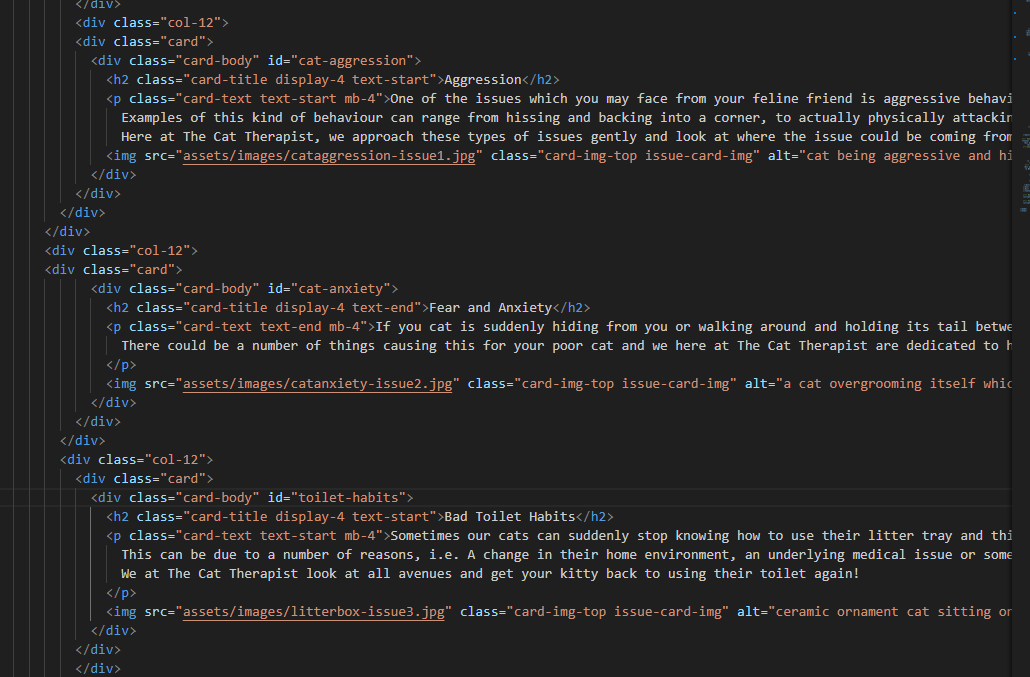 </div>
<div class="col-12">
<div class="card">
<div class="card-body" id="cat-aggression">
<h2 class="card-title display-4 text-start">Aggression</h2>
<p class="card-text text-start mb-4">One of the issues which you may face from your feline friend is aggressive behavi
Examples of this kind of behaviour can range from hissing and backing into a corner, to actually physically attackin
Here at The Cat Therapist, we approach these types of issues gently and look at where the issue could be coming from
<img src="assets/images/cataggression-issue1.jpg" class="card-img-top issue-card-img" alt="cat being aggressive and hi
</div>
</div>
</div>
</div>
<div class="col-12">
<div class="card">
<div class="card-body" id="cat-anxiety">
<h2 class="card-title display-4 text-end">Fear and Anxiety</h2>
<p class="card-text text-end mb-4">If you cat is suddenly hiding from you or walking around and holding its tail betwe
There could be a number of things causing this for your poor cat and we here at The Cat Therapist are dedicated to h
</p>
<img src="assets/images/catanxiety-issue2.jpg" class="card-img-top issue-card-img" alt="a cat overgrooming itself whic
</div>
</div>
</div>
<div class="col-12">
<div class="card">
<div class="card-body" id="toilet-habits">
<h2 class="card-title display-4 text-start">Bad Toilet Habits</h2>
<p class="card-text text-start mb-4">Sometimes our cats can suddenly stop knowing how to use their litter tray and thi
This can be due to a number of reasons, i.e. A change in their home environment, an underlying medical issue or some
We at The Cat Therapist look at all avenues and get your kitty back to using their toilet again!
</p>
<img src="assets/images/litterbox-issue3.jpg" class="card-img-top issue-card-img" alt="ceramic ornament cat sitting on
</div>
</div>
</div>